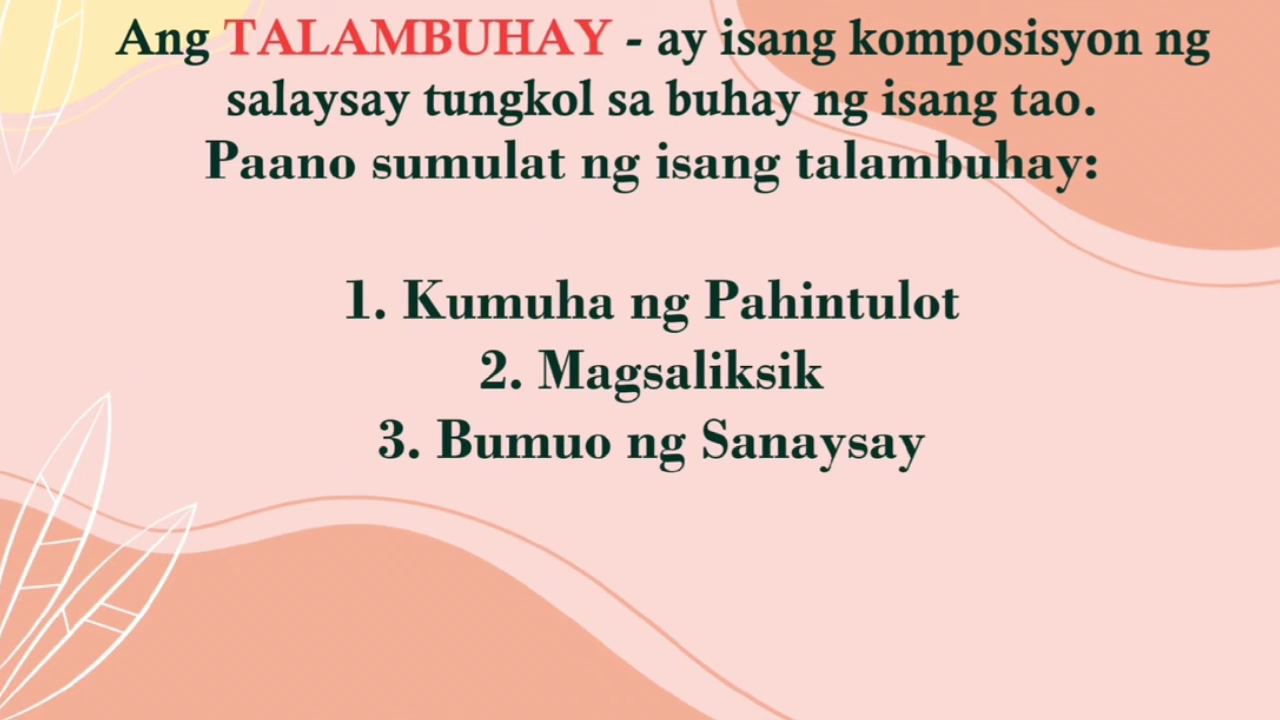 Ang TALAMBUHAY - ay isang komposisyon ng
salaysay tungkol sa buhay ng isang tao.
Paano sumulat ng isang talambuhay:
1. Kumuha ng Pahintulot
2. Magsaliksik
3. Bumuo ng Sanaysay